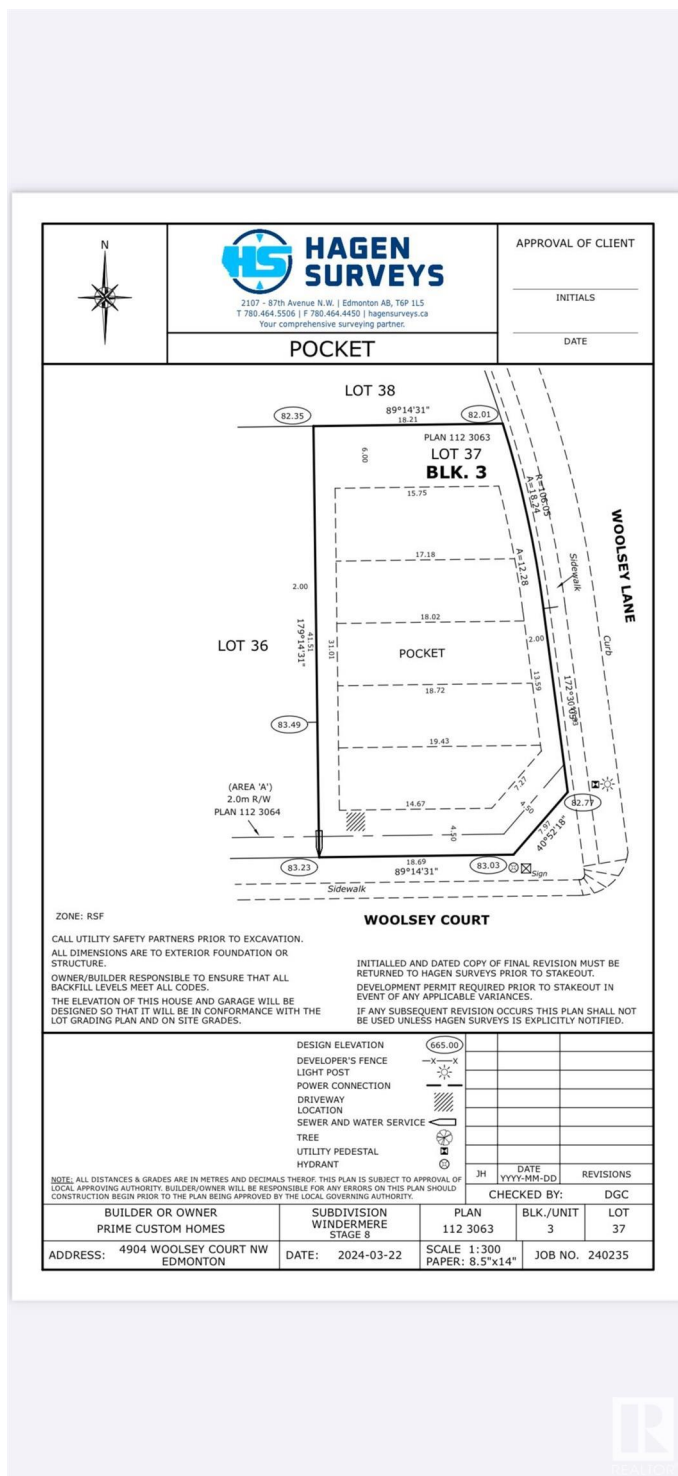 N
HS
HAGEN
SURVEYS
2107 - 87th Avenue N.W. | Edmonton AB, T6P 1L5
T 780.464.5506 | F 780.464.4450 | hagensurveys.ca
Your comprehensive surveying partner.
POCKET
APPROVAL OF CLIENT
INITIALS
DATE
LOT 38
82.35
89°14'31"
18.21
82.01
PLAN 112 3063
LOT 37
BLK. 3
6.00
15.75
R=106.05
A=18.24
WOOLSEY LANE
17.18
A=12.28
Sidewalk
2.00
18.02
LOT 36
179°14'31"
41.51
31.01
POCKET
2.00
Curb
18.72
13.59
172°30'05"
83.49
19.43
(AREA 'A')
2.0m R/W
PLAN 112 3064
7.27
14.67
4.50
4.50
82.77
7.97
40°52'18"
83.23
18.69
89°14'31"
83.03
Sign
Sidewalk
WOOLSEY COURT
ZONE: RSF
CALL UTILITY SAFETY PARTNERS PRIOR TO EXCAVATION.
ALL DIMENSIONS ARE TO EXTERIOR FOUNDATION OR
STRUCTURE.
OWNER/BUILDER RESPONSIBLE TO ENSURE THAT ALL
BACKFILL LEVELS MEET ALL CODES.
THE ELEVATION OF THIS HOUSE AND GARAGE WILL BE
DESIGNED SO THAT IT WILL BE IN CONFORMANCE WITH THE
LOT GRADING PLAN AND ON SITE GRADES.
INITIALLED AND DATED COPY OF FINAL REVISION MUST BE
RETURNED TO HAGEN SURVEYS PRIOR TO STAKEOUT.
DEVELOPMENT PERMIT REQUIRED PRIOR TO STAKEOUT IN
EVENT OF ANY APPLICABLE VARIANCES.
IF ANY SUBSEQUENT REVISION OCCURS THIS PLAN SHALL NOT
BE USED UNLESS HAGEN SURVEYS IS EXPLICITLY NOTIFIED.
DESIGN ELEVATION 665.00
DEVELOPER'S FENCE —X—X
LIGHT POST
POWER CONNECTION
DRIVEWAY
LOCATION
SEWER AND WATER SERVICE
TREE
UTILITY PEDESTAL
HYDRANT
NOTE: ALL DISTANCES & GRADES ARE IN METRES AND DECIMALS THEROF. THIS PLAN IS SUBJECT TO APPROVAL OF
LOCAL APPROVING AUTHORITY. BUILDER/OWNER WILL BE RESPONSIBLE FOR ANY ERRORS ON THIS PLAN SHOULD
CONSTRUCTION BEGIN PRIOR TO THE PLAN BEING APPROVED BY THE LOCAL GOVERNING AUTHORITY.
JH
DATE
YYYY-MM-DD
REVISIONS
CHECKED BY: DGC
BUILDER OR OWNER
PRIME CUSTOM HOMES
SUBDIVISION
WINDERMERE
STAGE 8
PLAN
112 3063
BLK./UNIT
3
LOT
37
ADDRESS: 4904 WOOLSEY COURT NW
EDMONTON
DATE: 2024-03-22
SCALE 1:300
PAPER: 8.5"x14"
JOB NO. 240235
R